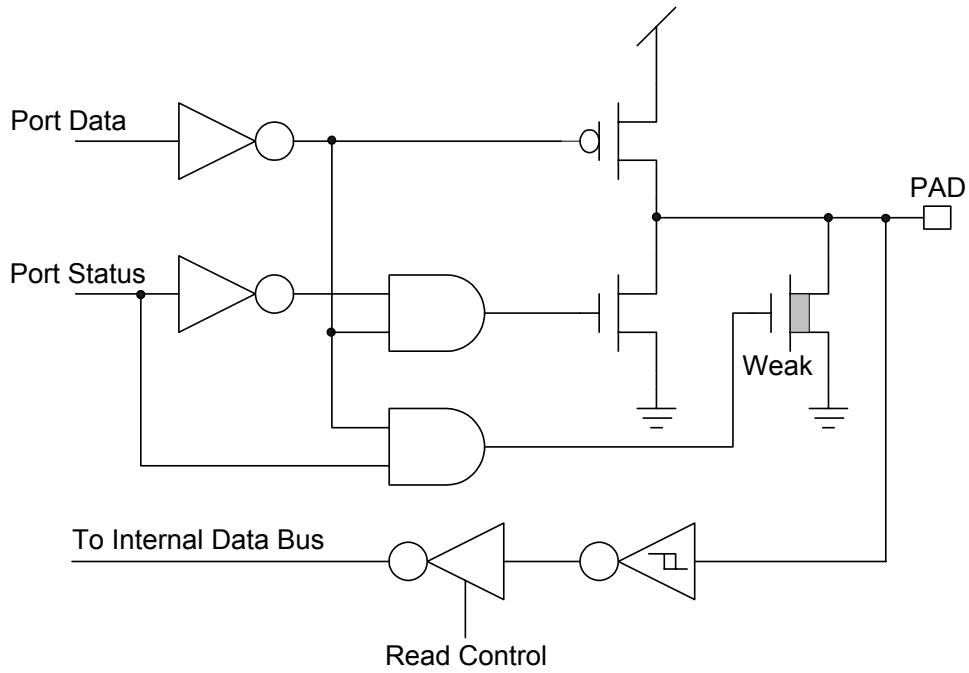 Port Data
PAD
Port Status
Weak
To Internal Data Bus
Read Control